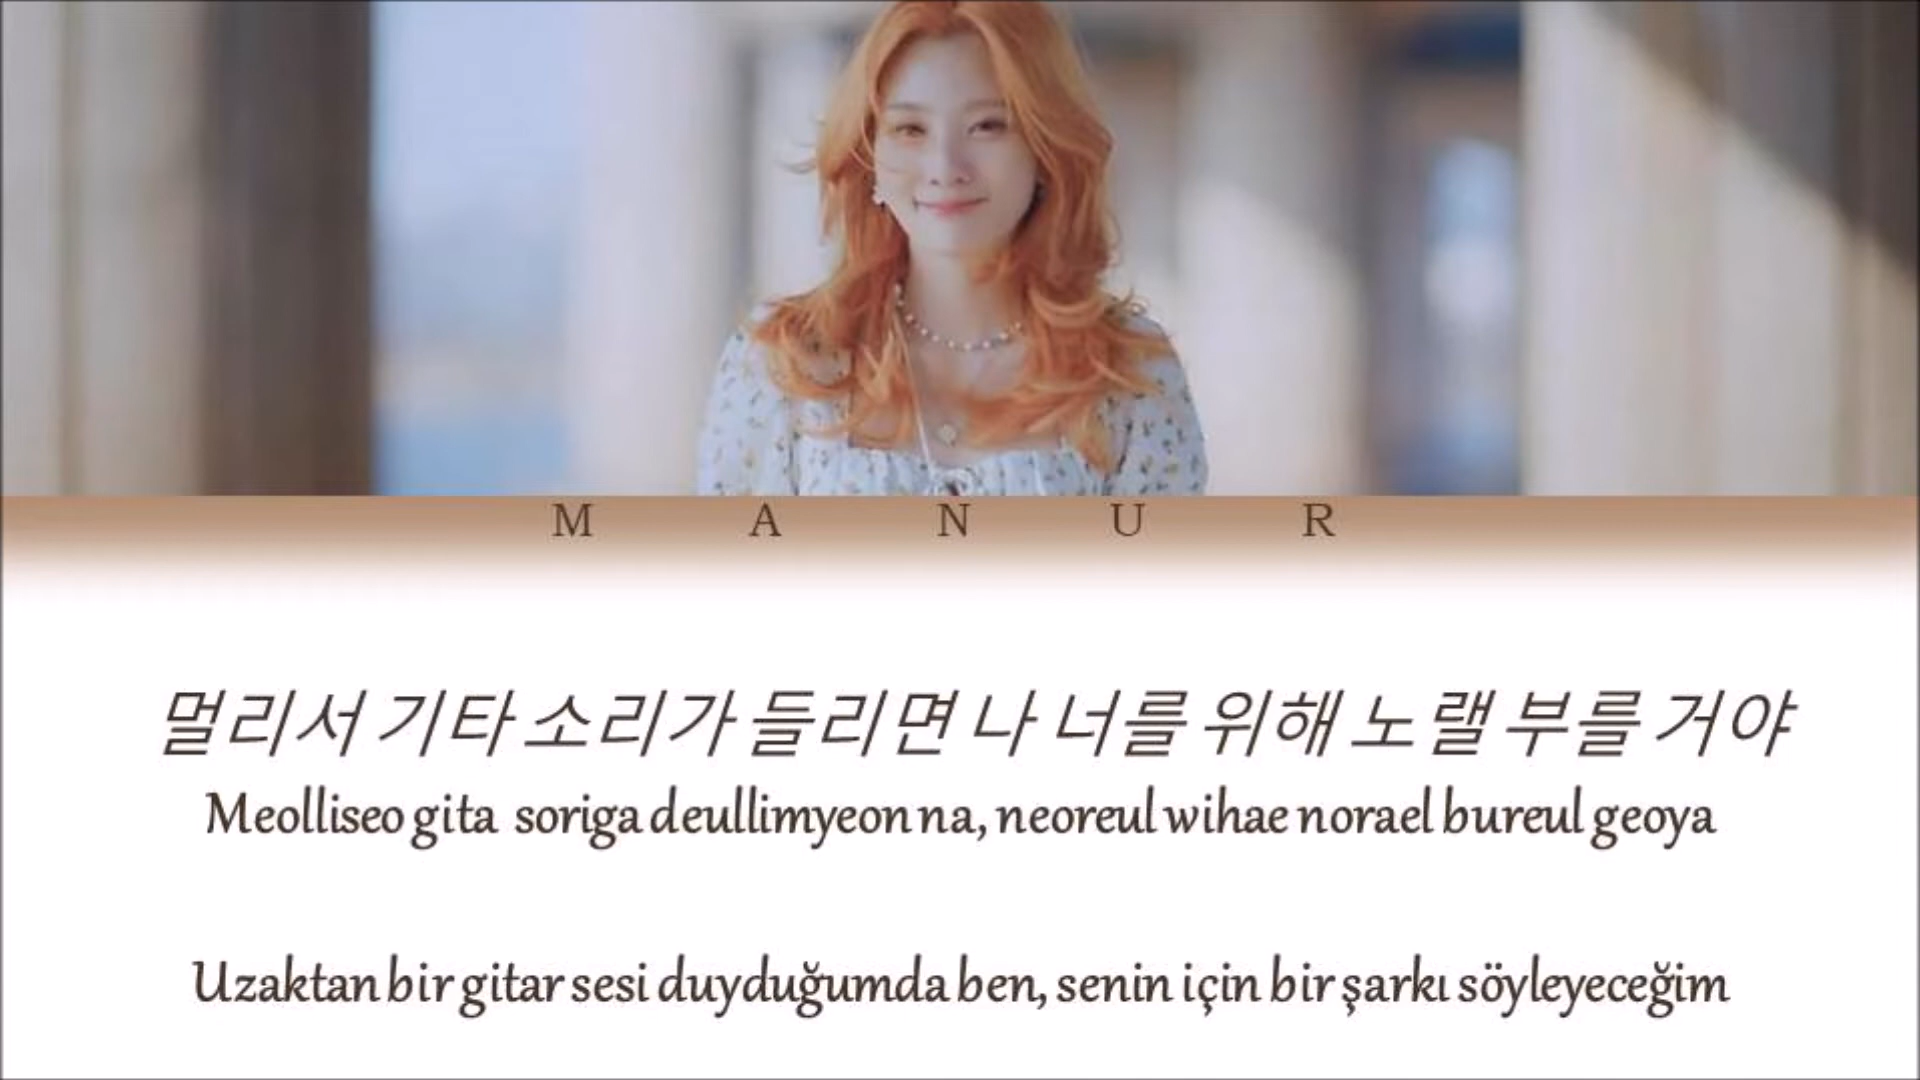 M A N U R
멀리서 기타 소리가 들리면 나 너를 위해 노랠 부를 거야
Meolliseo gita soriga deullimyeon na, neoreul wihae norael bureul geoya
Uzaktan bir gitar sesi duyduğumda ben, senin için bir şarkı söyleyeceğim